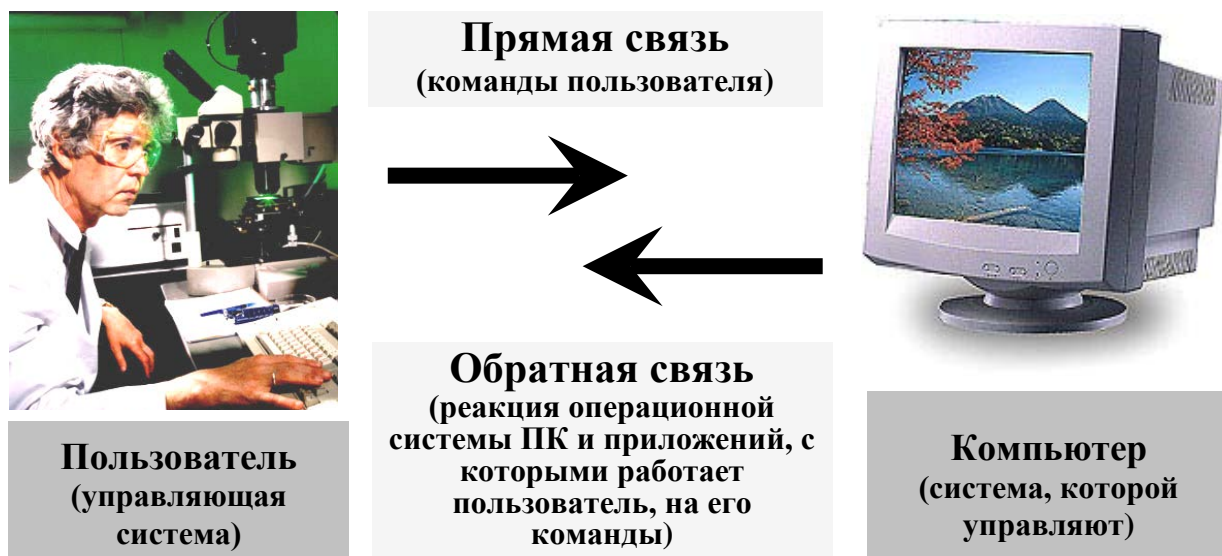 Прямая связь
(команды пользователя)
Обратная связь
(реакция операционной
системы ПК и приложений, с
которыми работает
пользователь, на его
команды)
Пользователь
(управляющая
система)
Компьютер
(система, которой
управляют)